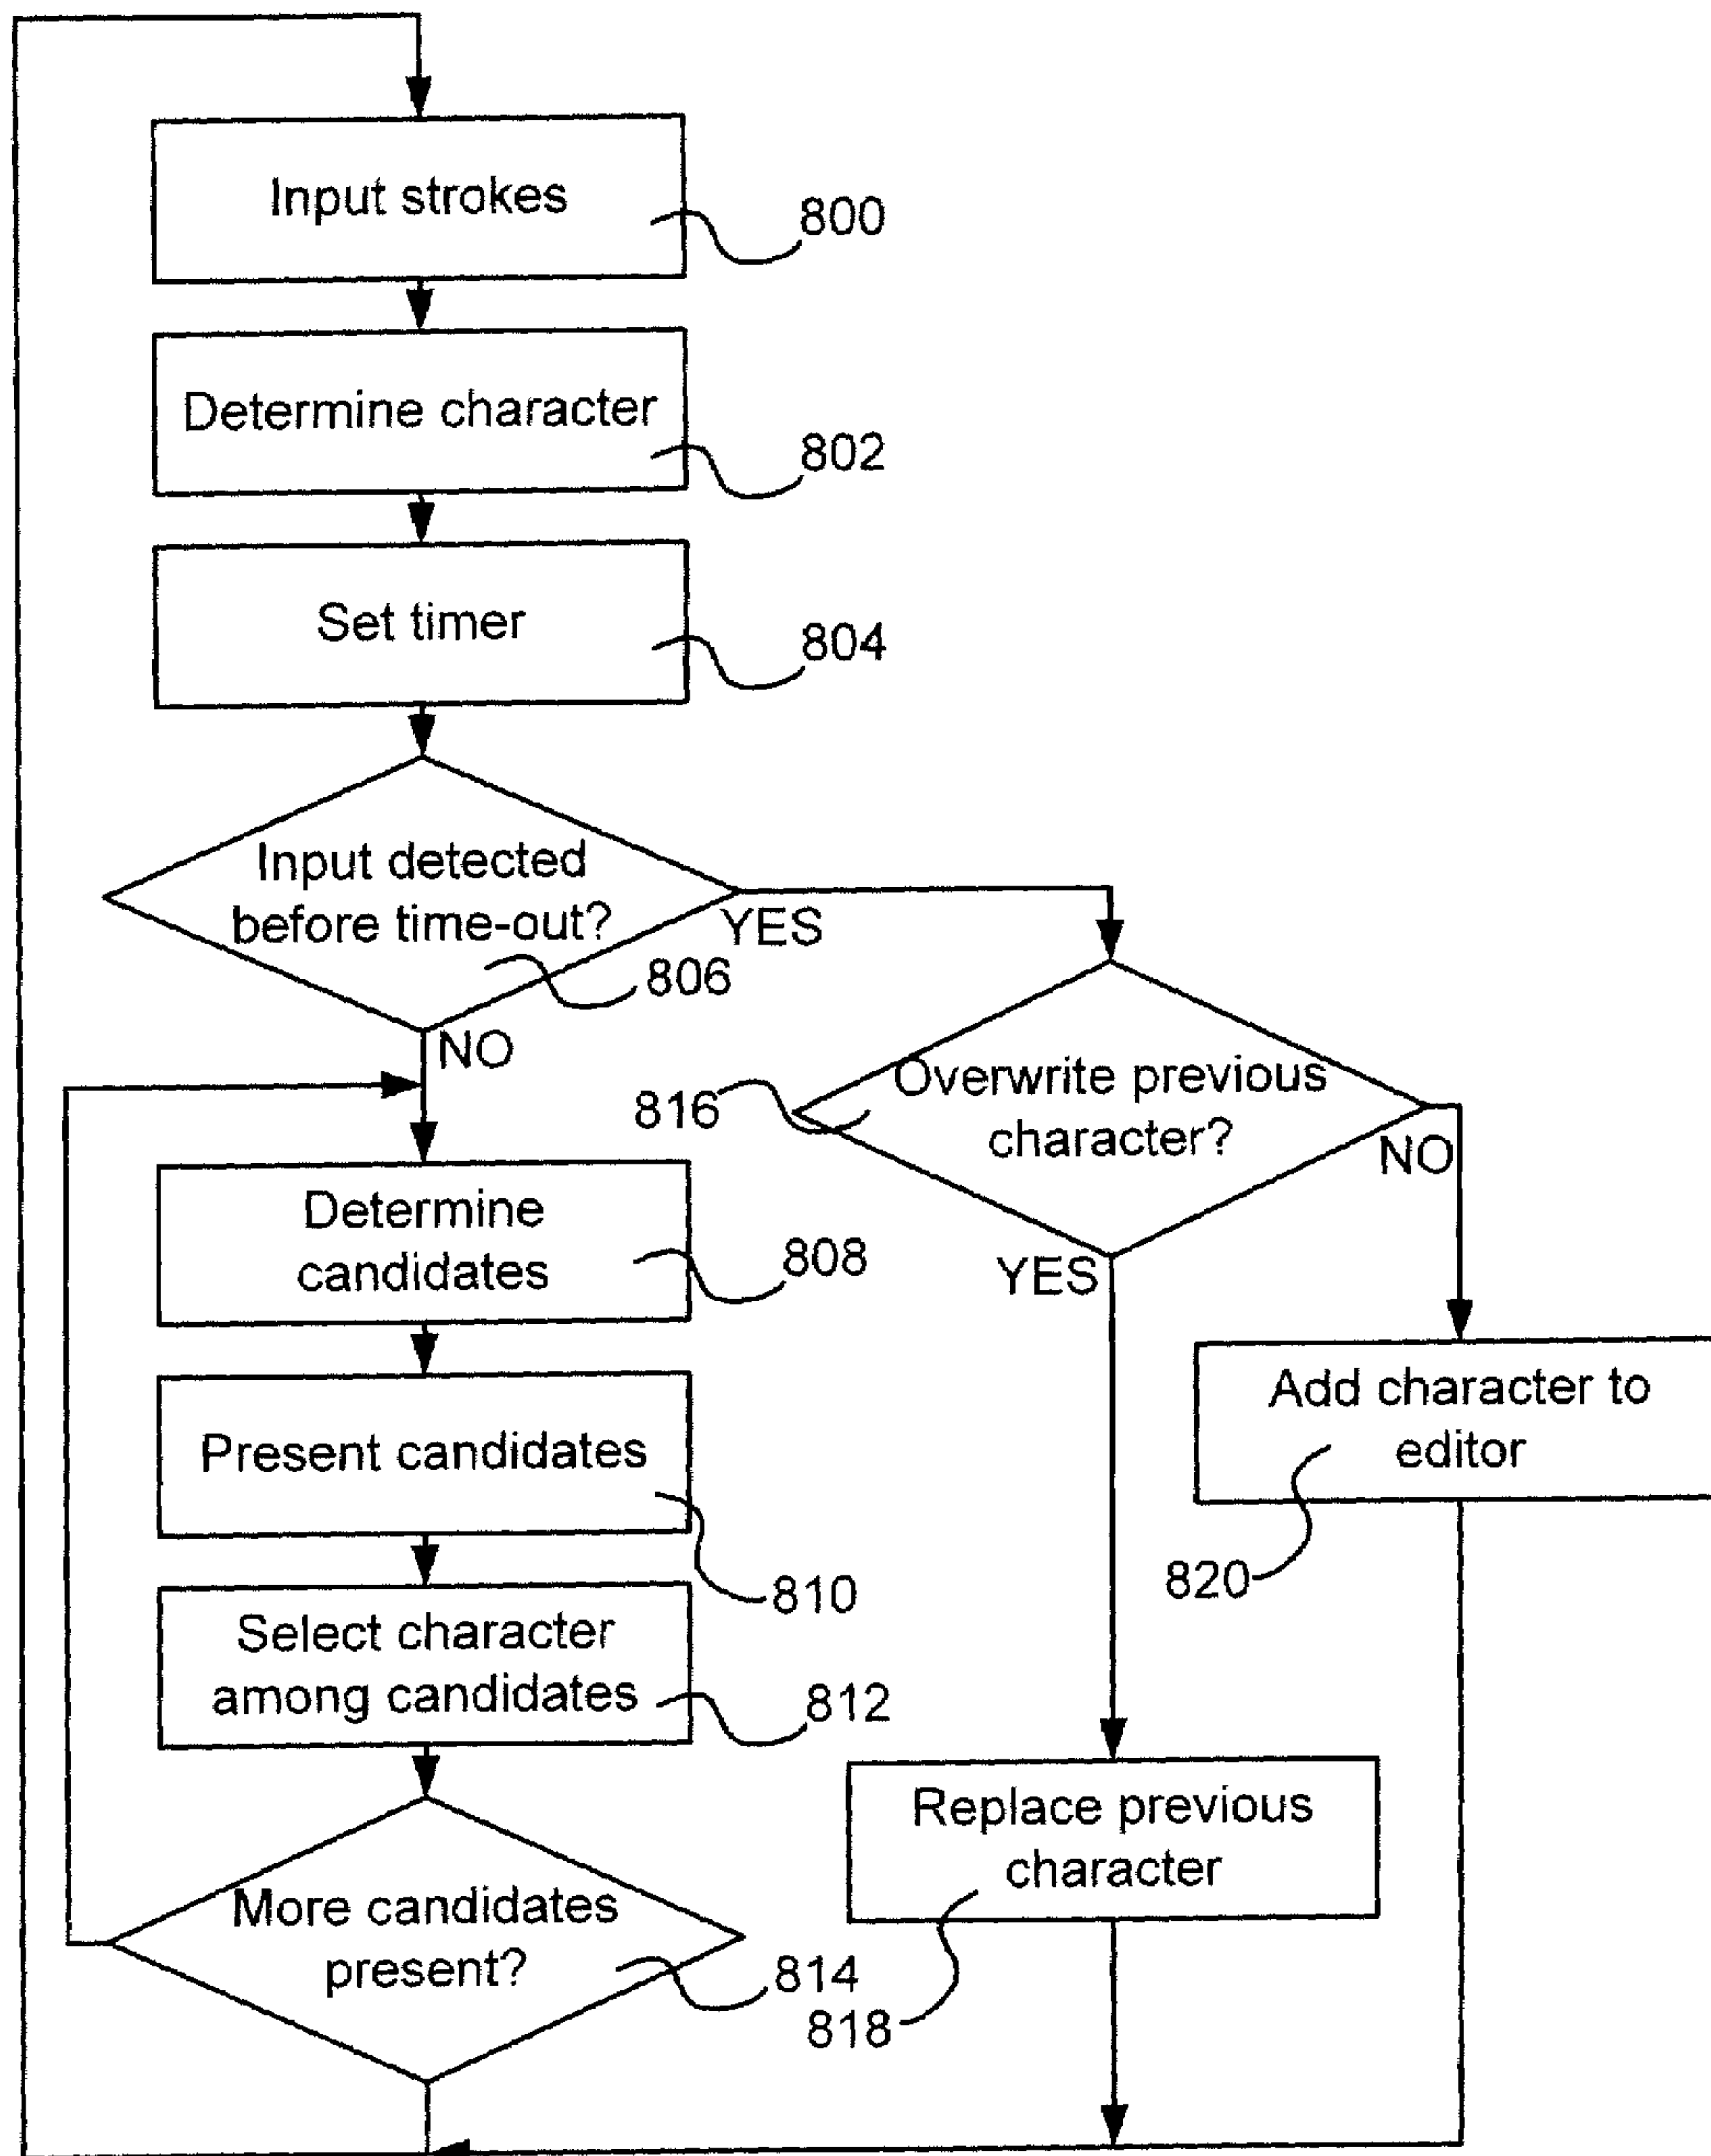 Input strokes
800
Determine character
802
Set timer
804
Input detected
before time-out?
YES
806
NO
Overwrite previous
character?
816
NO
YES
Determine
candidates
808
Add character to
editor
820
Present candidates
810
Select character
among candidates
812
Replace previous
character
818
More candidates
present?
814